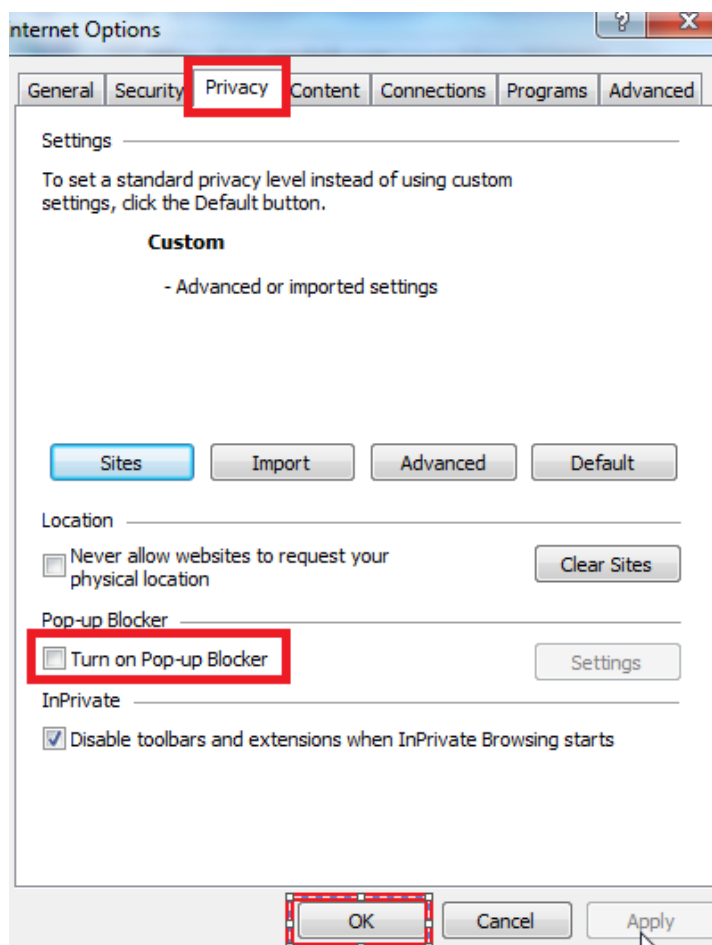 nternet Options
?
X
General Security Privacy Content Connections Programs Advanced
Settings
To set a standard privacy level instead of using custom
settings, click the Default button.
Custom
- Advanced or imported settings
Sites Import Advanced Default
Location
Never allow websites to request your
physical location
Clear Sites
Pop-up Blocker
Turn on Pop-up Blocker
Settings
InPrivate
Disable toolbars and extensions when InPrivate Browsing starts
OK Cancel Apply